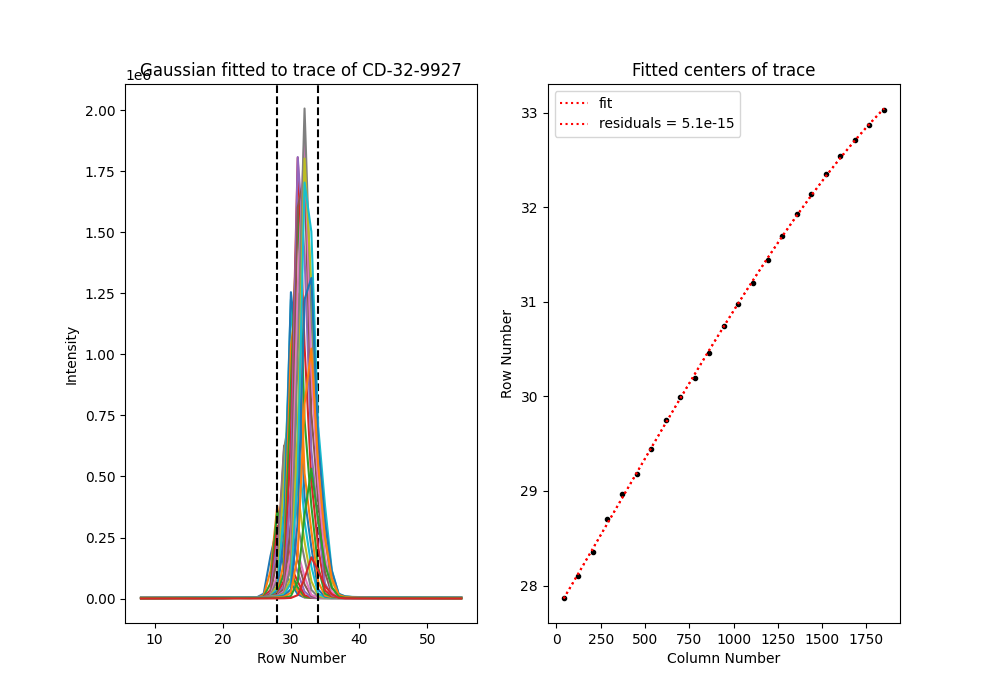 Gaussian fitted to trace of CD-32-9927
1e6
2.00
1.75
1.50
1.25
1.00
0.75
0.50
0.25
0.00
Intensity
10 20 30 40 50
Row Number
Fitted centers of trace
fit
residuals = 5.1e-15
33
32
31
30
29
28
Row Number
0 250 500 750 1000 1250 1500 1750
Column Number